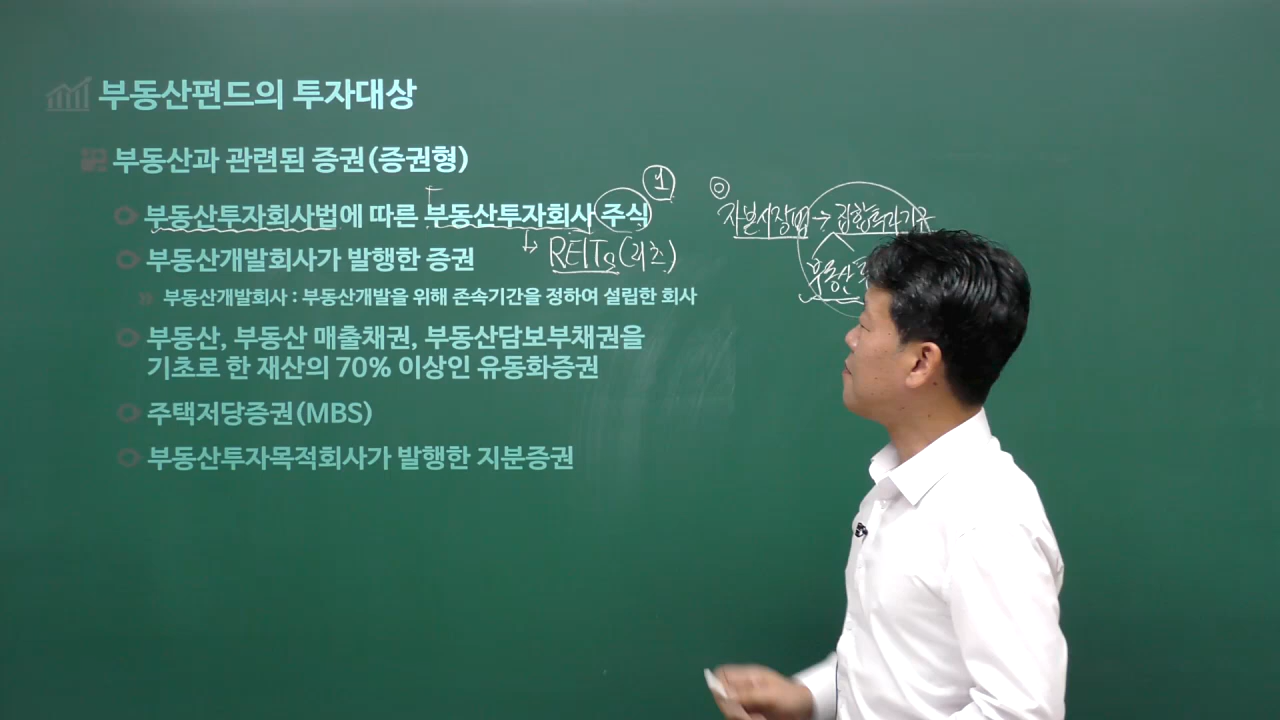 부동산펀드의 투자대상
부동산과 관련된 증권(증권형)
부동산투자회사법에 따른 부동산투자회사 주식
1
자본시장법 → 집합투자기구
REITs(리츠)
부동산
부동산개발회사가 발행한 증권
부동산개발회사 : 부동산개발을 위해 존속기간을 정하여 설립한 회사
부동산, 부동산 매출채권, 부동산담보부채권을
기초로 한 재산의 70% 이상인 유동화증권
주택저당증권(MBS)
부동산투자목적회사가 발행한 지분증권